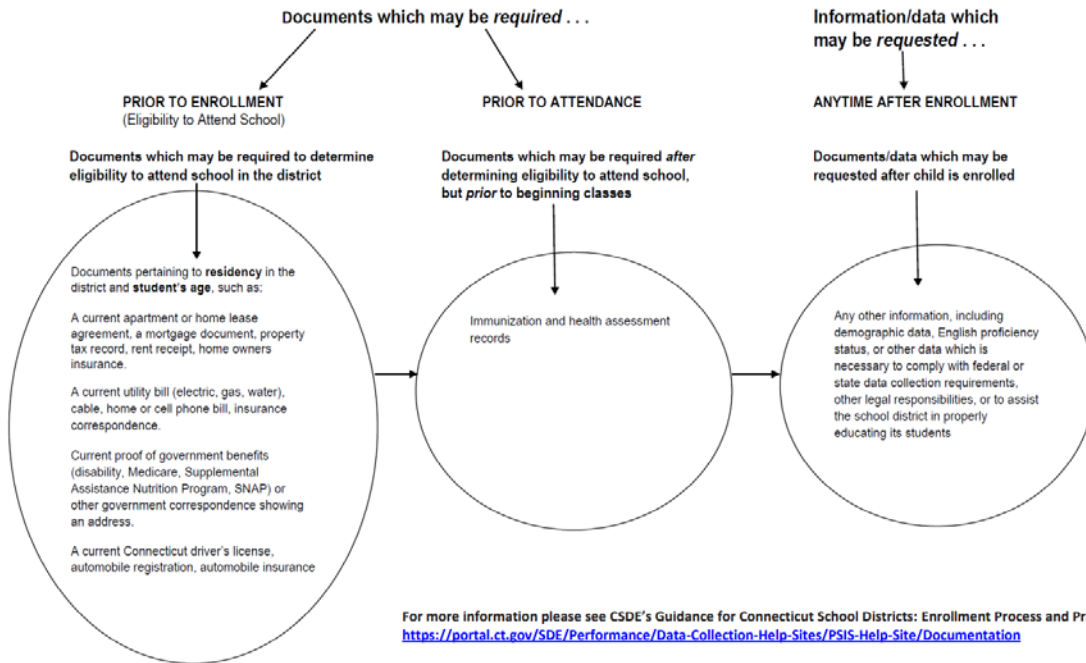 Documents which may be required . . .
PRIOR TO ENROLLMENT
(Eligibility to Attend School)
Documents which may be required to determine
eligibility to attend school in the district
Documents pertaining to residency in the
district and student's age, such as:
A current apartment or home lease
agreement, a mortgage document, property
tax record, rent receipt, home owners
insurance.
A current utility bill (electric, gas, water),
cable, home or cell phone bill, insurance
correspondence.
Current proof of government benefits
(disability, Medicare, Supplemental
Assistance Nutrition Program, SNAP) or
other government correspondence showing
an address.
A current Connecticut driver's license,
automobile registration, automobile insurance
PRIOR TO ATTENDANCE
Documents which may be required after
determining eligibility to attend school,
but prior to beginning classes
Immunization and health assessment
records
Information/data which
may be requested . . .
ANYTIME AFTER ENROLLMENT
Documents/data which may be
requested after child is enrolled
Any other information, including
demographic data, English proficiency
status, or other data which is
necessary to comply with federal or
state data collection requirements,
other legal responsibilities, or to assist
the school district in properly
educating its students
For more information please see CSDE's Guidance for Connecticut School Districts: Enrollment Process and Pr
https://portal.ct.gov/SDE/Performance/Data-Collection-Help-Sites/PSIS-Help-Site/Documentation